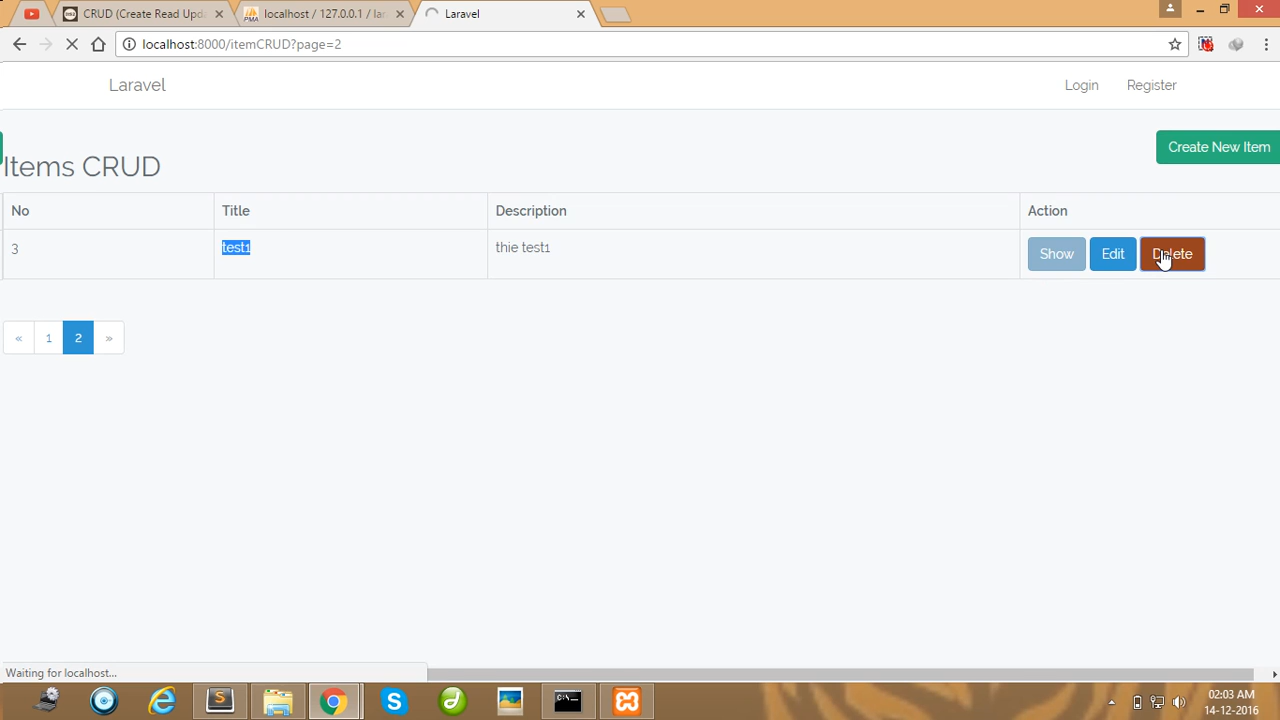 CRUD (Create Read Upd
localhost / 127.0.0.1 / lar
Laravel
localhost:8000/itemCRUD?page=2
Laravel
Login
Register
Items CRUD
Create New Item
No
Title
Description
Action
3
test1
thie test1
Show
Edit
Delete
«
1
2
»
Waiting for localhost...
02:03 AM
14-12-2016